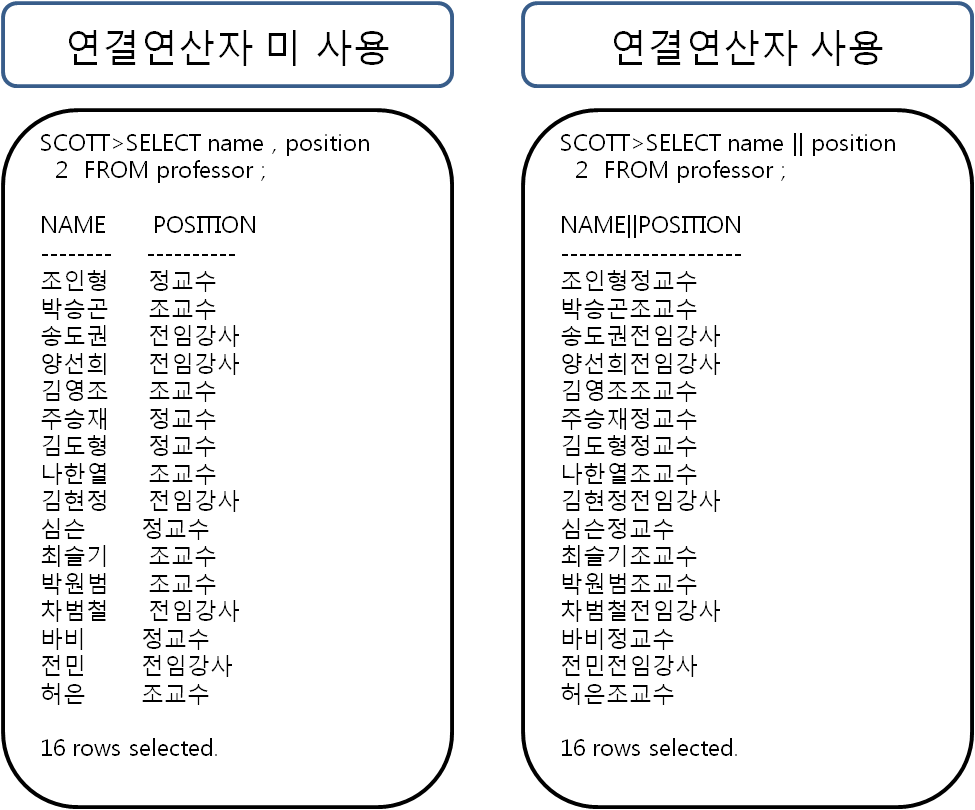 연결연산자 미 사용
SCOTT>SELECT name , position
2 FROM professor ;
NAME POSITION
-------- ----------
조인형 정교수
박승곤 조교수
송도권 전임강사
양선희 전임강사
김영조 조교수
주승재 정교수
김도형 정교수
나한열 조교수
김현정 전임강사
심슨 정교수
최슬기 조교수
박원범 조교수
차범철 전임강사
바비 정교수
전민 전임강사
허은 조교수
16 rows selected.
연결연산자 사용
SCOTT>SELECT name || position
2 FROM professor ;
NAME||POSITION
--------------------
조인형정교수
박승곤조교수
송도권전임강사
양선희전임강사
김영조조교수
주승재정교수
김도형정교수
나한열조교수
김현정전임강사
심슨정교수
최슬기조교수
박원범조교수
차범철전임강사
바비정교수
전민전임강사
허은조교수
16 rows selected.